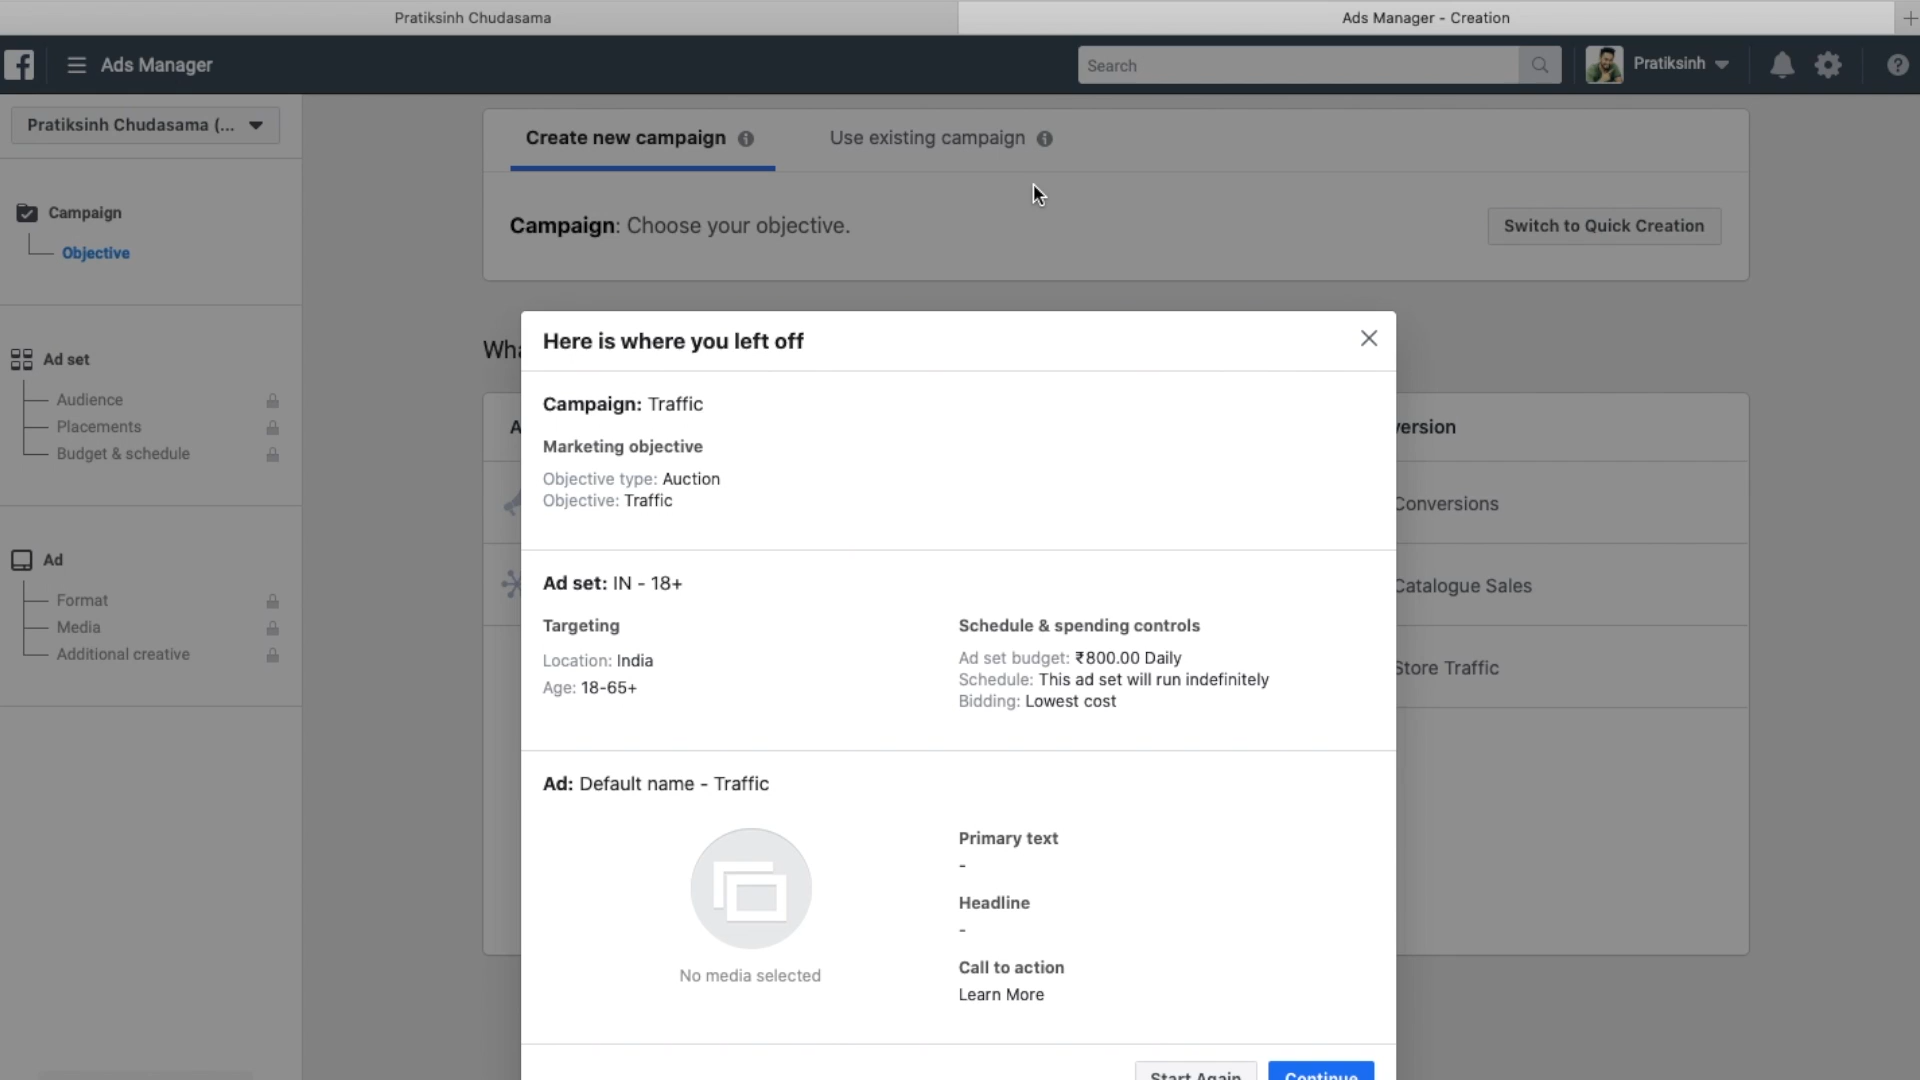 Pratiksinh Chudasama
Ads Manager - Creation
Ads Manager
Search
Pratiksinh
Pratiksinh Chudasama (...
Create new campaign
Use existing campaign
Campaign
Objective
Campaign: Choose your objective.
Switch to Quick Creation
Ad set
Audience
Placements
Budget & schedule
Ad
Format
Media
Additional creative
Here is where you left off
Campaign: Traffic
Marketing objective
Objective type: Auction
Objective: Traffic
Ad set: IN - 18+
Targeting
Location: India
Age: 18-65+
Schedule & spending controls
Ad set budget: ₹800.00 Daily
Schedule: This ad set will run indefinitely
Bidding: Lowest cost
Ad: Default name - Traffic
No media selected
Primary text
-
Headline
-
Call to action
Learn More
Start Again
Continue
Conversions
Catalogue Sales
Store Traffic